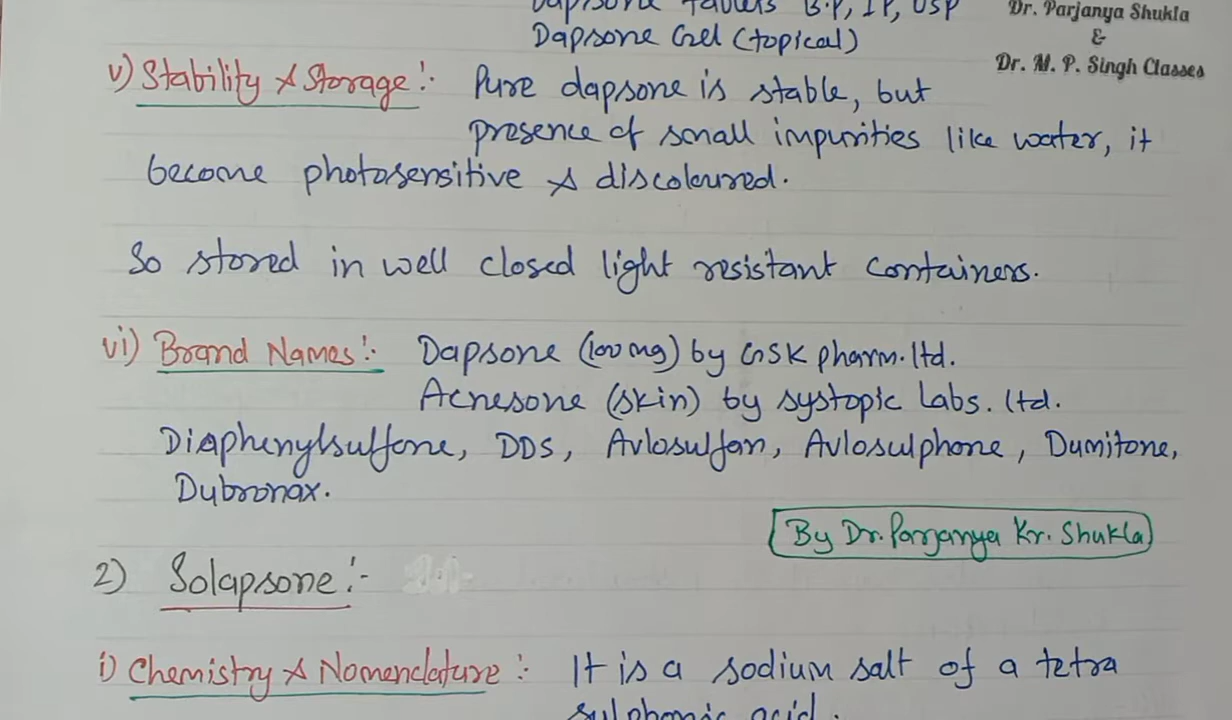 Dapsone Tablets B.P, IP, USP
Dr. Parjanya Shukla
&
Dr. M. P. Singh Classes
Dapsone Gel (topical)
v) Stability & Storage:- Pure dapsone is stable, but
presence of small impurities like water, it
become photosensitive & discoloured.
So stored in well closed light resistant containers.
vi) Brand Names:- Dapsone (100 mg) by GSK pharm. ltd.
Acnesone (skin) by systopic Labs. Ltd.
Diaphenylsulfone, DDS, Avlosulfan, Avlosulphone, Dumitone,
Dubronax.
By Dr. Parjanya Kr. Shukla
2) Solapsone:-
i) Chemistry & Nomenclature: It is a sodium salt of a tetra
sulphonic acid.